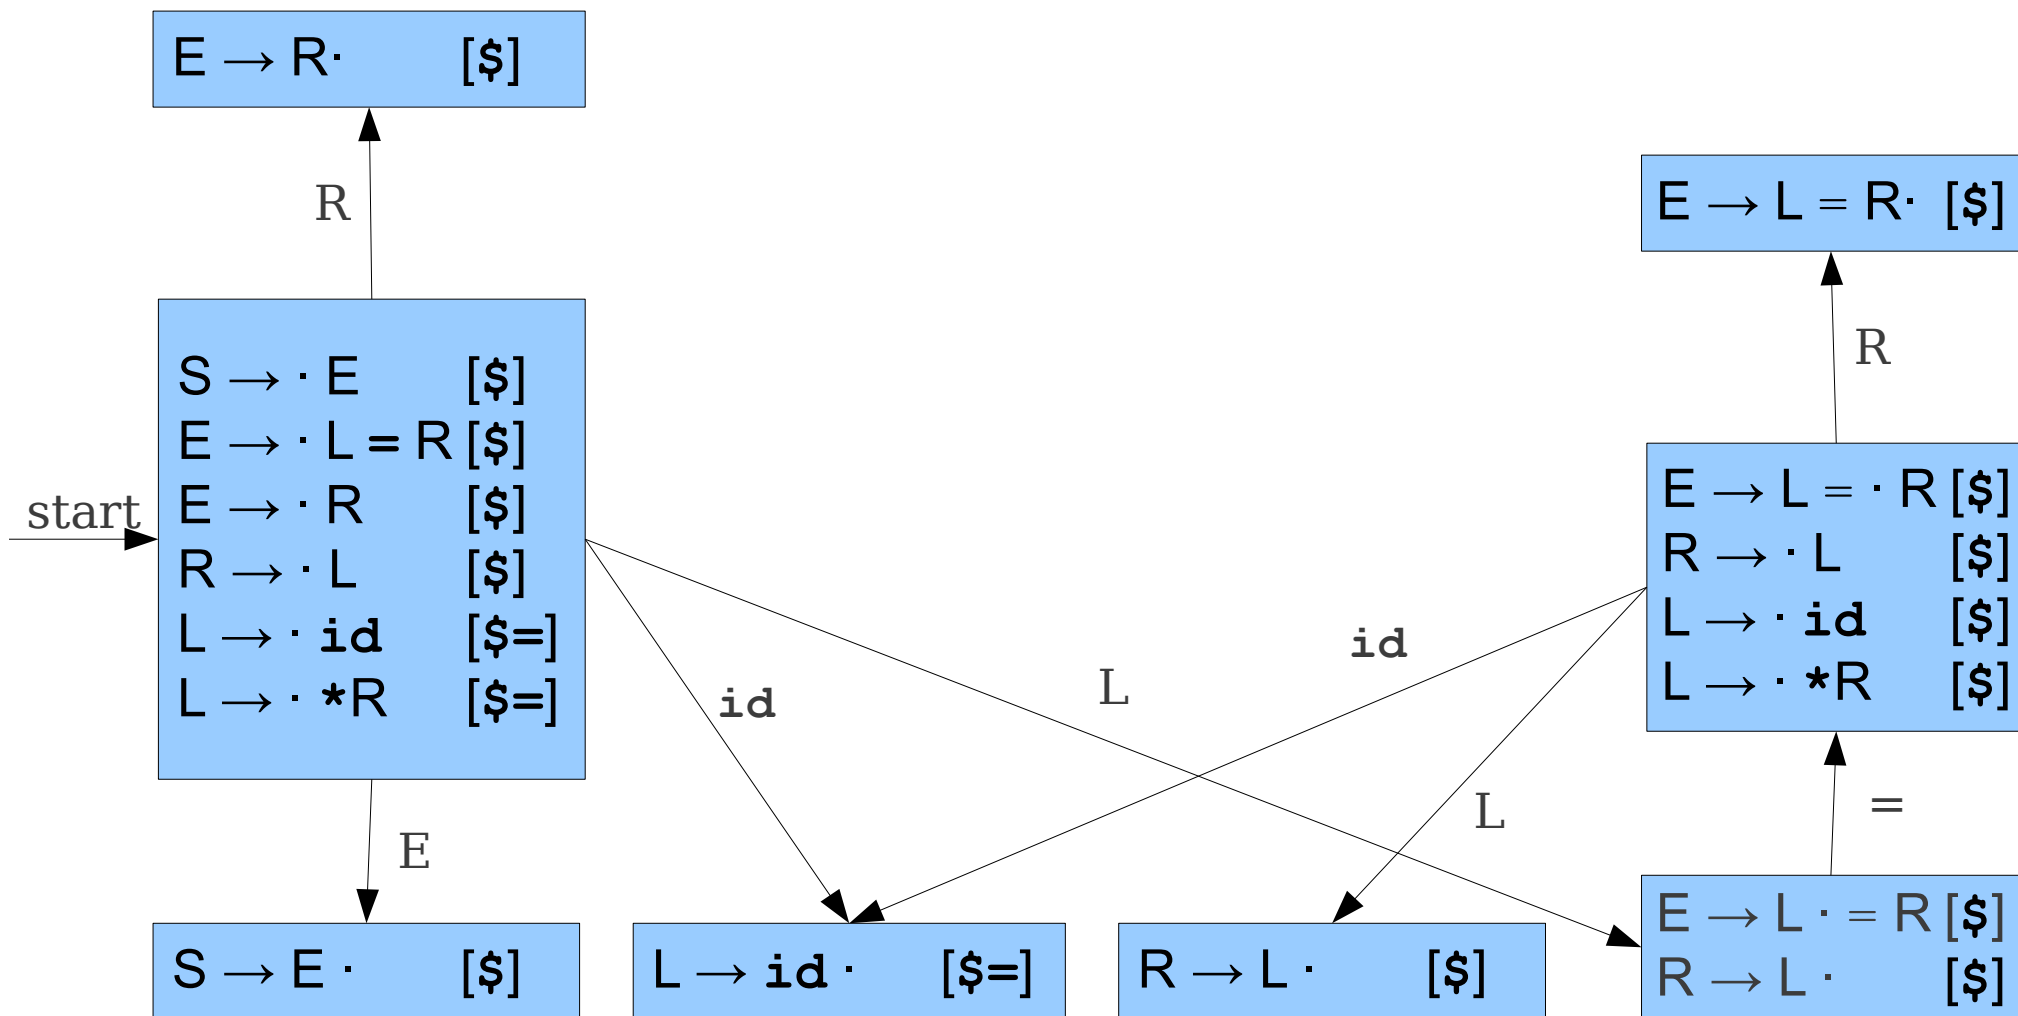 E → R· [$]
R
E → L = R· [$]
R
start
S → · E [$]
E → · L = R [$]
E → · R [$]
R → · L [$]
L → · id [$=]
L → · *R [$=]
E → L = · R [$]
R → · L [$]
L → · id [$]
L → · *R [$]
id
L
id
L
=
E
S → E · [$]
L → id · [$=]
R → L · [$]
E → L · = R [$]
R → L · [$]